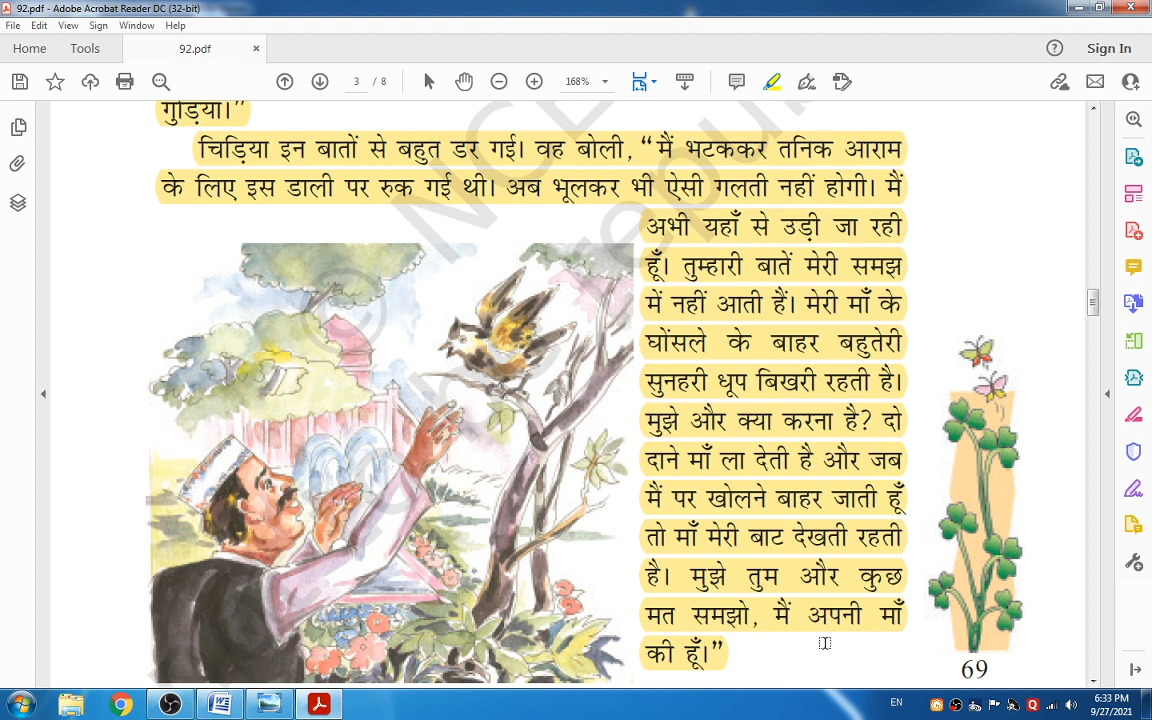 92.pdf - Adobe Acrobat Reader DC (32-bit)
File Edit View Sign Window Help
Home Tools 92.pdf × Sign In
3 / 8 168%
गुड़िया।”
चिड़िया इन बातों से बहुत डर गई। वह बोली, “मैं भटककर तनिक आराम
के लिए इस डाली पर रुक गई थी। अब भूलकर भी ऐसी गलती नहीं होगी। मैं
अभी यहाँ से उड़ी जा रही
हूँ। तुम्हारी बातें मेरी समझ
में नहीं आती हैं। मेरी माँ के
घोंसले के बाहर बहुतेरी
सुनहरी धूप बिखरी रहती है।
मुझे और क्या करना है? दो
दाने माँ ला देती है और जब
मैं पर खोलने बाहर जाती हूँ
तो माँ मेरी बाट देखती रहती
है। मुझे तुम और कुछ
मत समझो, मैं अपनी माँ
की हूँ।”
69
EN 6:33 PM
9/27/2021